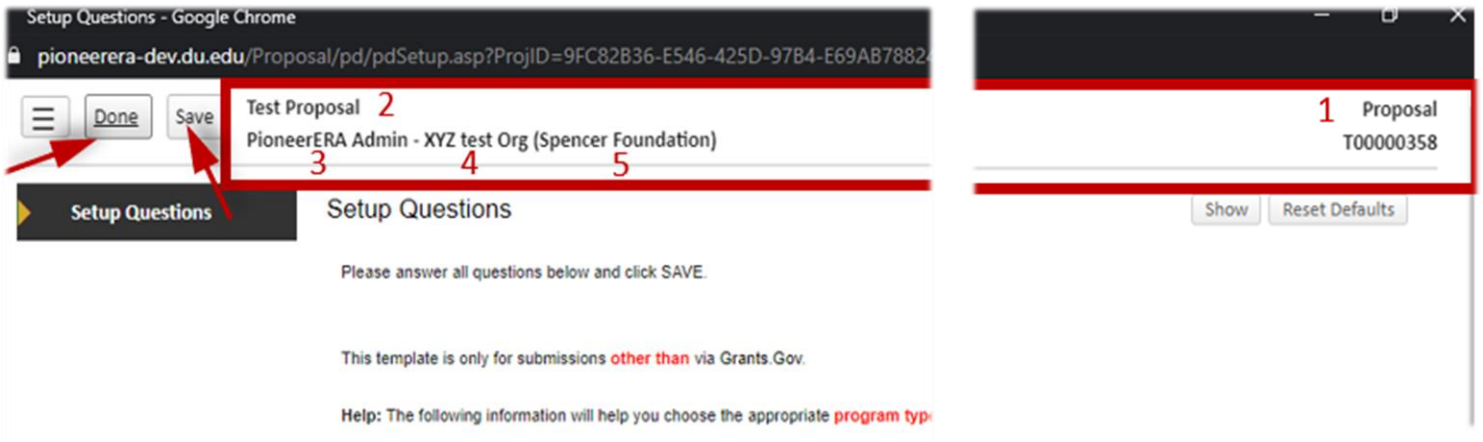 Setup Questions - Google Chrome
pioneerera-dev.du.edu/Proposal/pd/pdSetup.asp?ProjID=9FC82B36-E546-425D-97B4-E69AB78824
Done Save Test Proposal 2 1 Proposal
PioneerERA Admin - XYZ test Org (Spencer Foundation) T00000358
3 4 5
Setup Questions Setup Questions Show Reset Defaults
Please answer all questions below and click SAVE.
This template is only for submissions other than via Grants.Gov.
Help: The following information will help you choose the appropriate program type